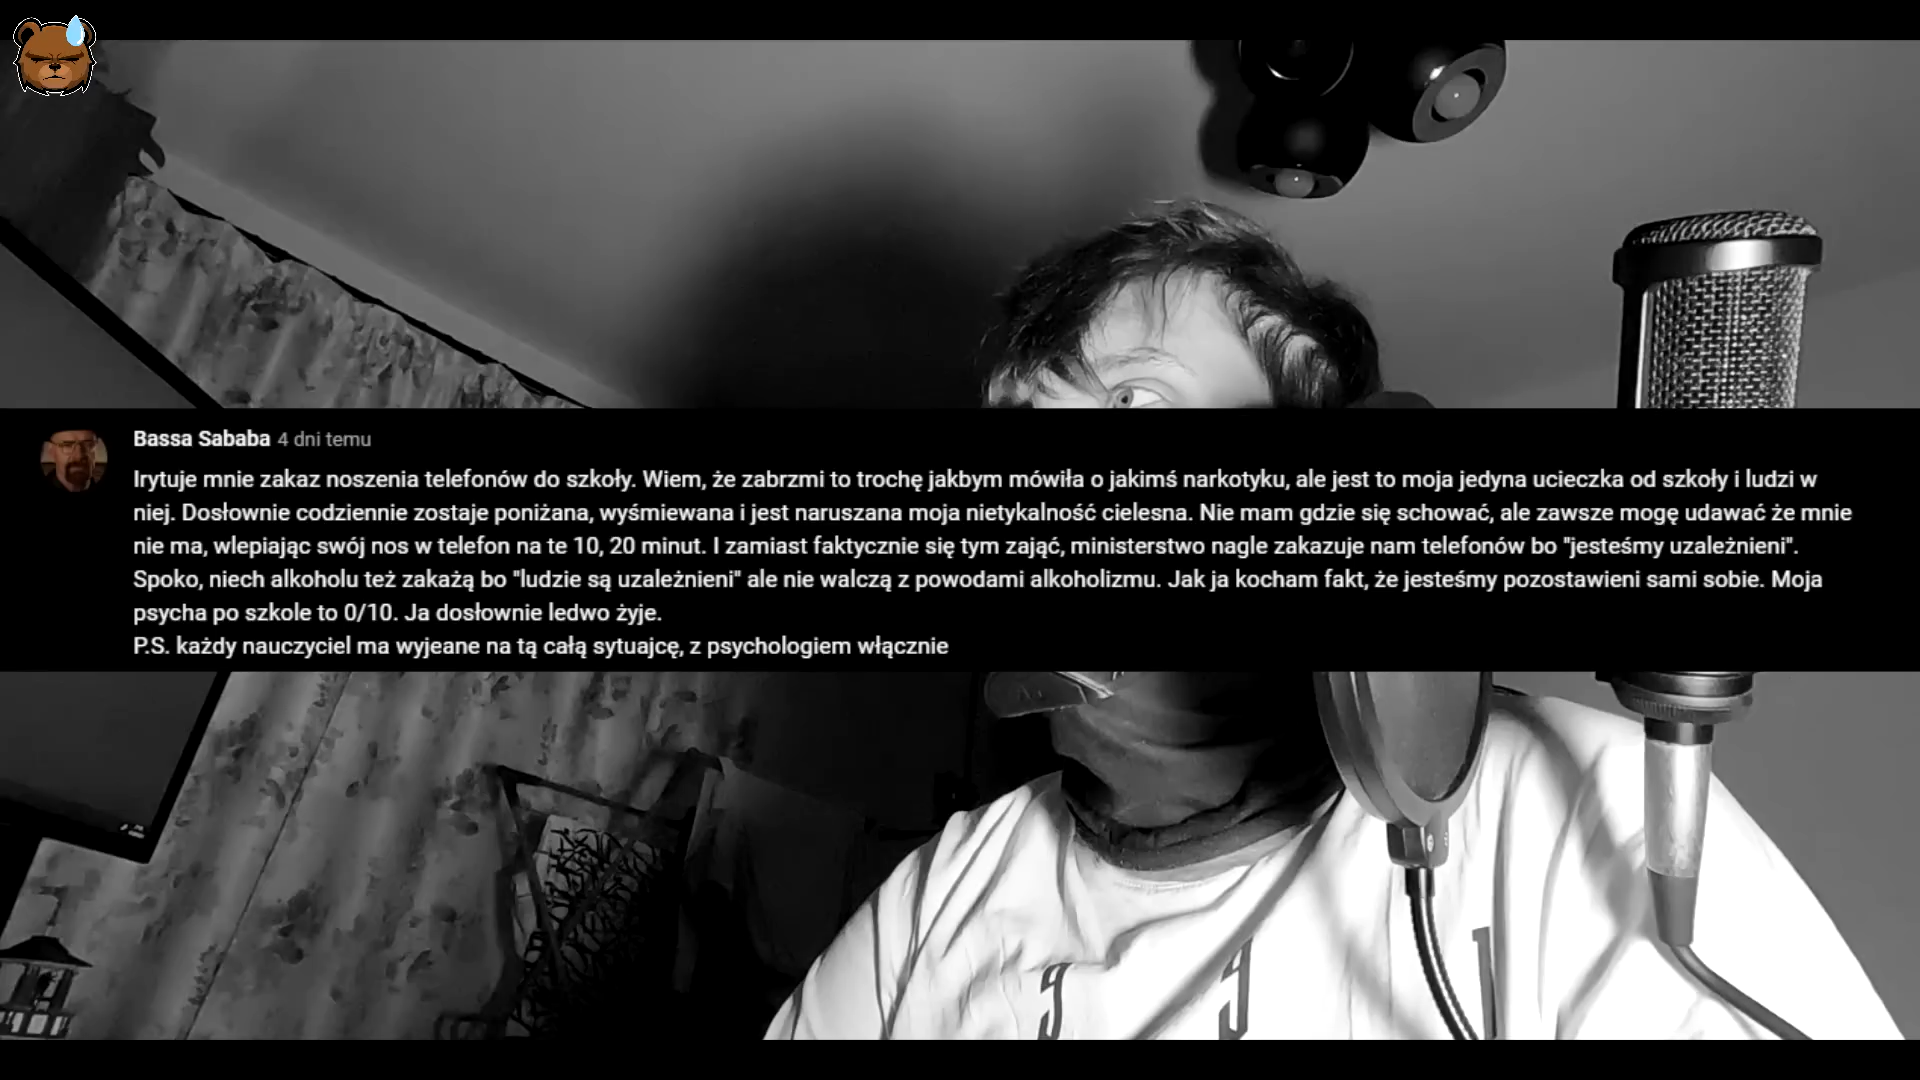 Bassa Sababa 4 dni temu
Irytuje mnie zakaz noszenia telefonów do szkoły. Wiem, że zabrzmi to trochę jakbym mówiła o jakimś narkotyku, ale jest to moja jedyna ucieczka od szkoły i ludzi w
niej. Dosłownie codziennie zostaje poniżana, wyśmiewana i jest naruszana moja nietykalność cielesna. Nie mam gdzie się schować, ale zawsze mogę udawać że mnie
nie ma, wlepiając swój nos w telefon na te 10, 20 minut. I zamiast faktycznie się tym zająć, ministerstwo nagle zakazuje nam telefonów bo "jesteśmy uzależnieni".
Spoko, niech alkoholu też zakażą bo "ludzie są uzależnieni" ale nie walczą z powodami alkoholizmu. Jak ja kocham fakt, że jesteśmy pozostawieni sami sobie. Moja
psycha po szkole to 0/10. Ja dosłownie ledwo żyje.
P.S. każdy nauczyciel ma wyjeane na tą całą sytuajcę, z psychologiem włącznie